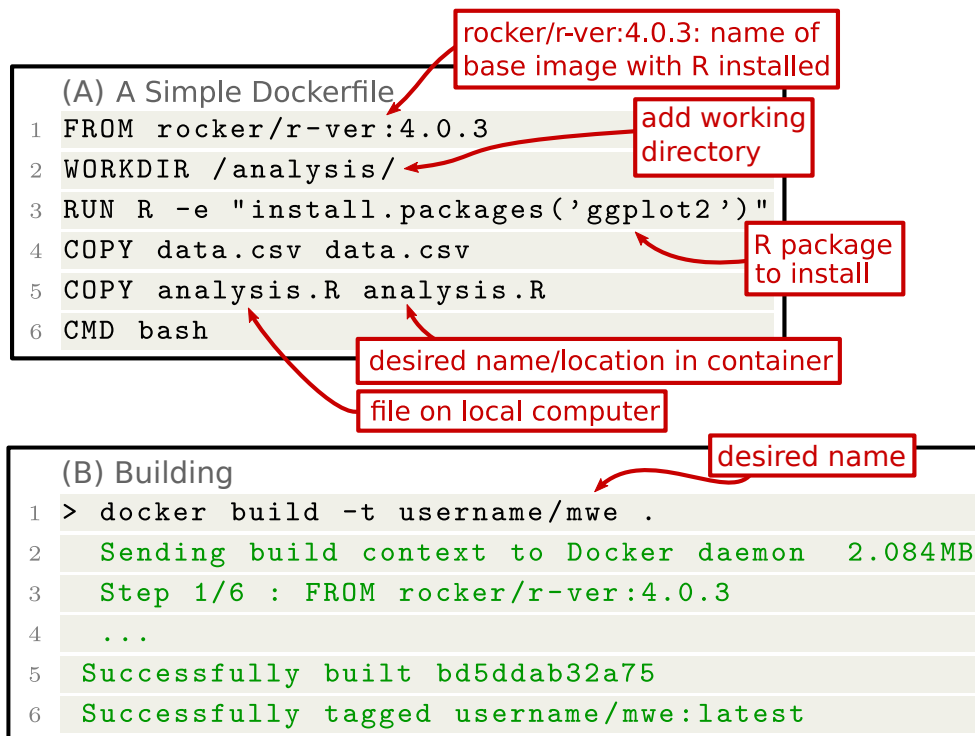 rocker/r-ver:4.0.3: name of
base image with R installed
(A) A Simple Dockerfile
1 FROM rocker/r-ver:4.0.3
add working
directory
2 WORKDIR /analysis/
3 RUN R -e "install.packages('ggplot2')"
R package
to install
4 COPY data.csv data.csv
5 COPY analysis.R analysis.R
6 CMD bash
desired name/location in container
file on local computer
(B) Building
desired name
1 > docker build -t username/mwe .
2 Sending build context to Docker daemon 2.084MB
3 Step 1/6 : FROM rocker/r-ver:4.0.3
4 ...
5 Successfully built bd5ddab32a75
6 Successfully tagged username/mwe:latest